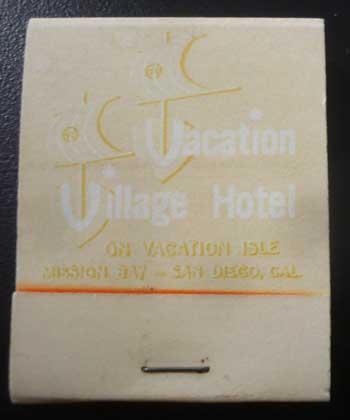 Vacation
Village Hotel
ON VACATION ISLE
MISSION BAY - SAN DIEGO, CAL.